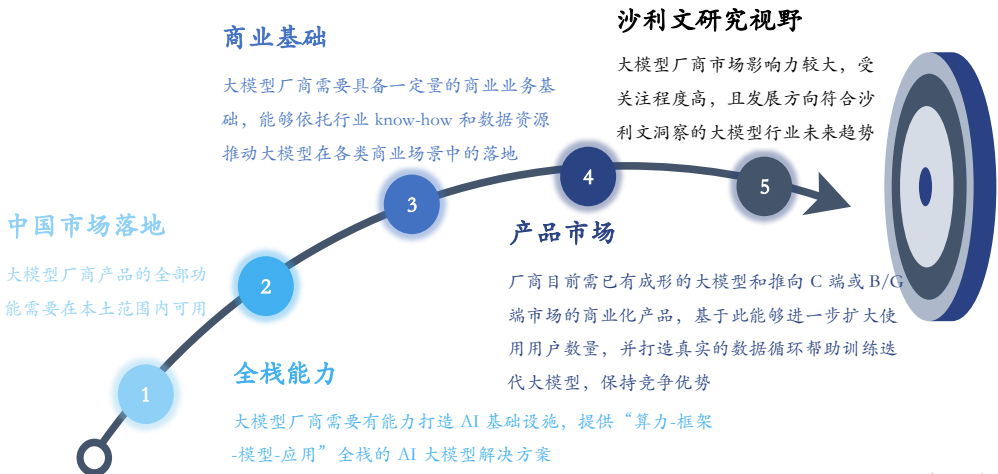 中国市场落地
大模型厂商产品的全部功
能需要在本土范围内可用
1
全栈能力
大模型厂商需要有能力打造 AI 基础设施，提供“算力-框架
-模型-应用”全栈的 AI 大模型解决方案
2
商业基础
大模型厂商需要具备一定量的商业业务基
础，能够依托行业 know-how 和数据资源
推动大模型在各类商业场景中的落地
3
产品市场
厂商目前需已有成形的大模型和推向 C 端或 B/G
端市场的商业化产品，基于此能够进一步扩大使
用用户数量，并打造真实的数据循环帮助训练迭
代大模型，保持竞争优势
4
沙利文研究视野
大模型厂商市场影响力较大，受
关注程度高，且发展方向符合沙
利文洞察的大模型行业未来趋势
5